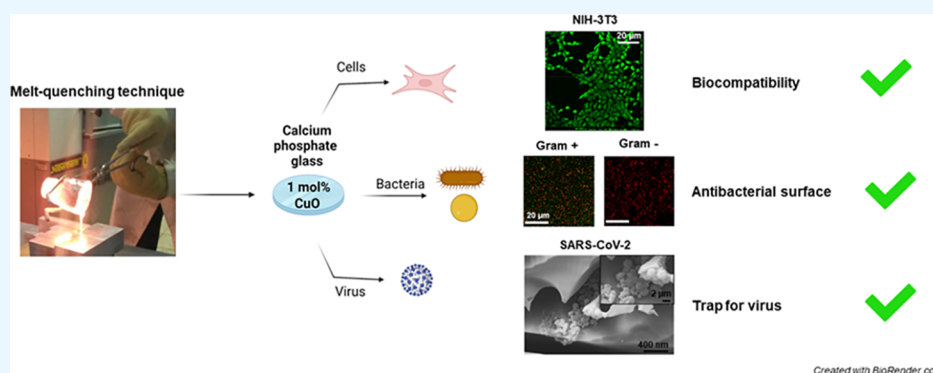 Melt-quenching technique
Calcium
phosphate
glass
1 mol%
CuO
Cells
Bacteria
Virus
NIH-3T3
20 µm
Biocompatibility
Gram +
Gram -
20 µm
Antibacterial surface
SARS-CoV-2
2 µm
400 nm
Trap for virus
Created with BioRender.co